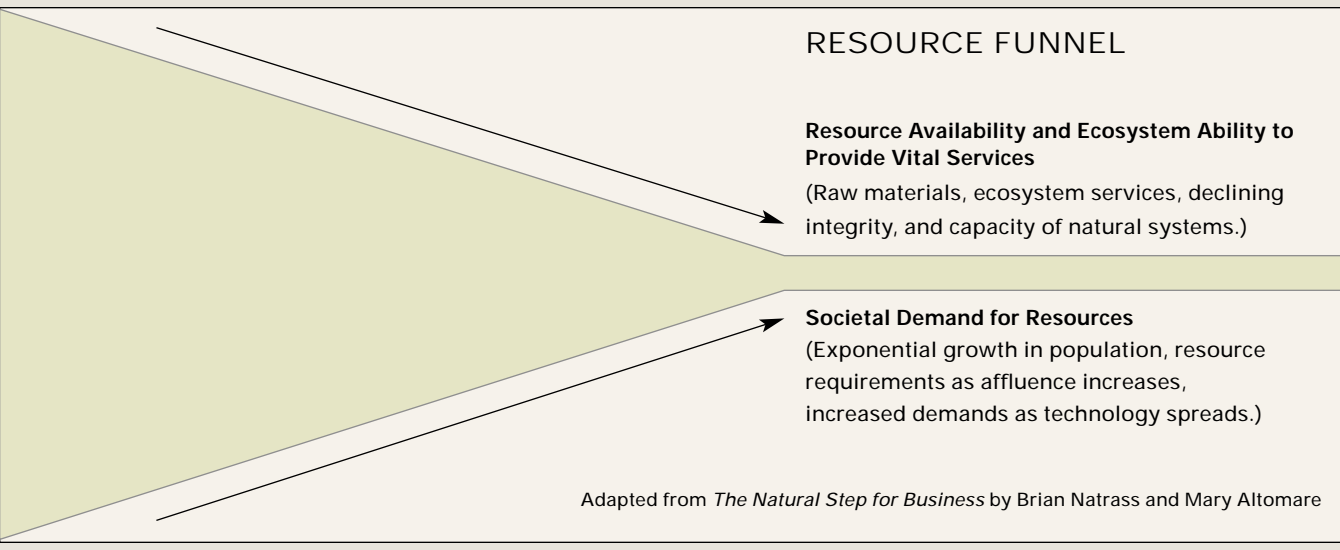 RESOURCE FUNNEL
Resource Availability and Ecosystem Ability to
Provide Vital Services
(Raw materials, ecosystem services, declining
integrity, and capacity of natural systems.)
Societal Demand for Resources
(Exponential growth in population, resource
requirements as affluence increases,
increased demands as technology spreads.)
Adapted from The Natural Step for Business by Brian Natrass and Mary Altomare